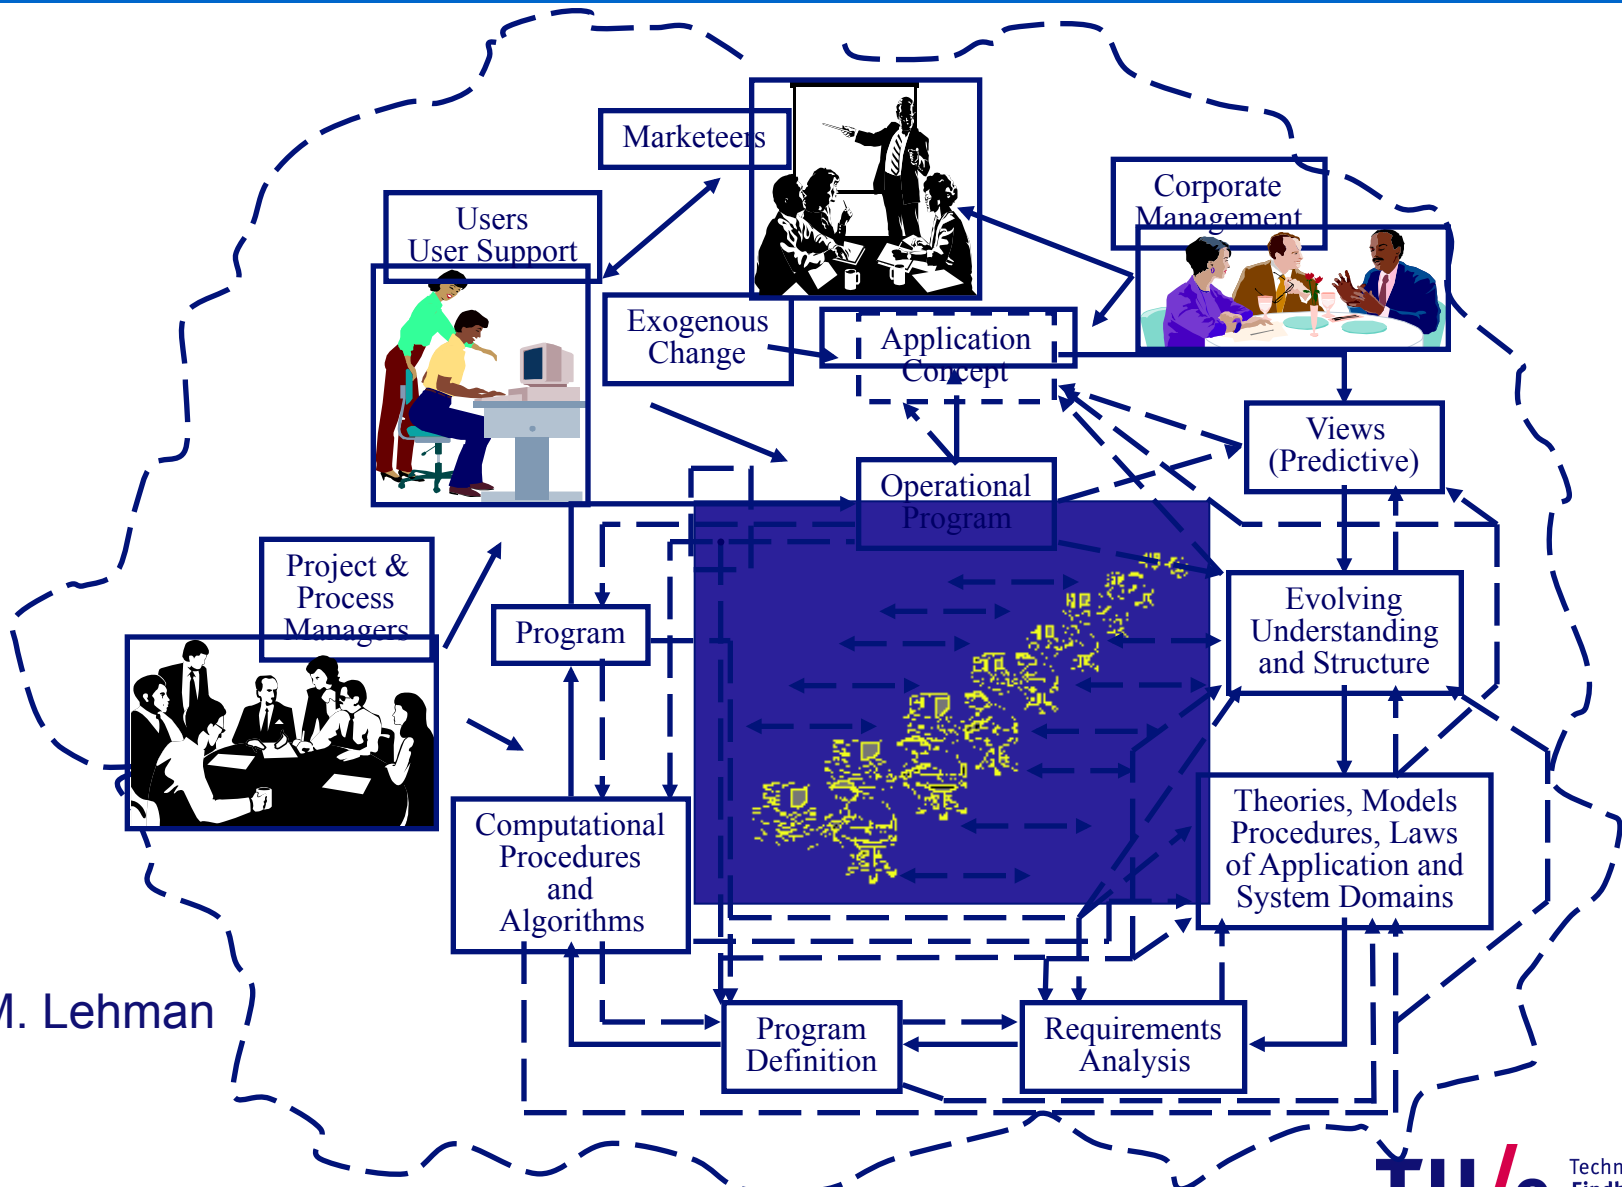 Marketeers
Corporate
Management
Users
User Support
Exogenous
Change
Application
Concept
Views
(Predictive)
Operational
Program
Project &
Process
Managers
Program
Evolving
Understanding
and Structure
Computational
Procedures
and
Algorithms
Theories, Models
Procedures, Laws
of Application and
System Domains
M. Lehman
Program
Definition
Requirements
Analysis
TU/e